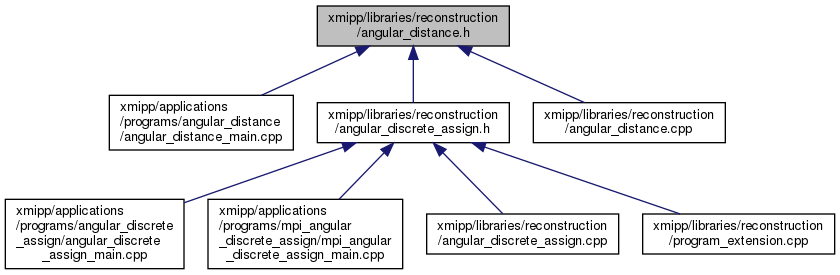 xmipp/libraries/reconstruction
/angular_distance.h
xmipp/applications
/programs/angular_distance
/angular_distance_main.cpp
xmipp/libraries/reconstruction
/angular_discrete_assign.h
xmipp/libraries/reconstruction
/angular_distance.cpp
xmipp/applications
/programs/angular_discrete
_assign/angular_discrete
_assign_main.cpp
xmipp/applications
/programs/mpi_angular
_discrete_assign/mpi_angular
_discrete_assign_main.cpp
xmipp/libraries/reconstruction
/angular_discrete_assign.cpp
xmipp/libraries/reconstruction
/program_extension.cpp